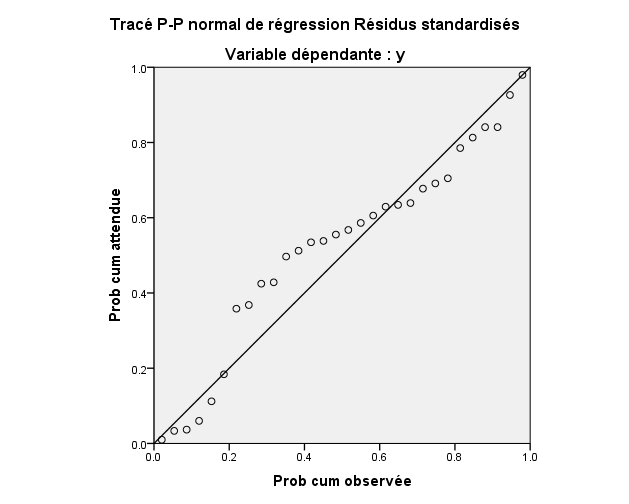 Tracé P-P normal de régression Résidus standardisés
Variable dépendante : y
1.0
0.8
0.6
0.4
0.2
0.0
Prob cum attendue
0.0 0.2 0.4 0.6 0.8 1.0
Prob cum observée